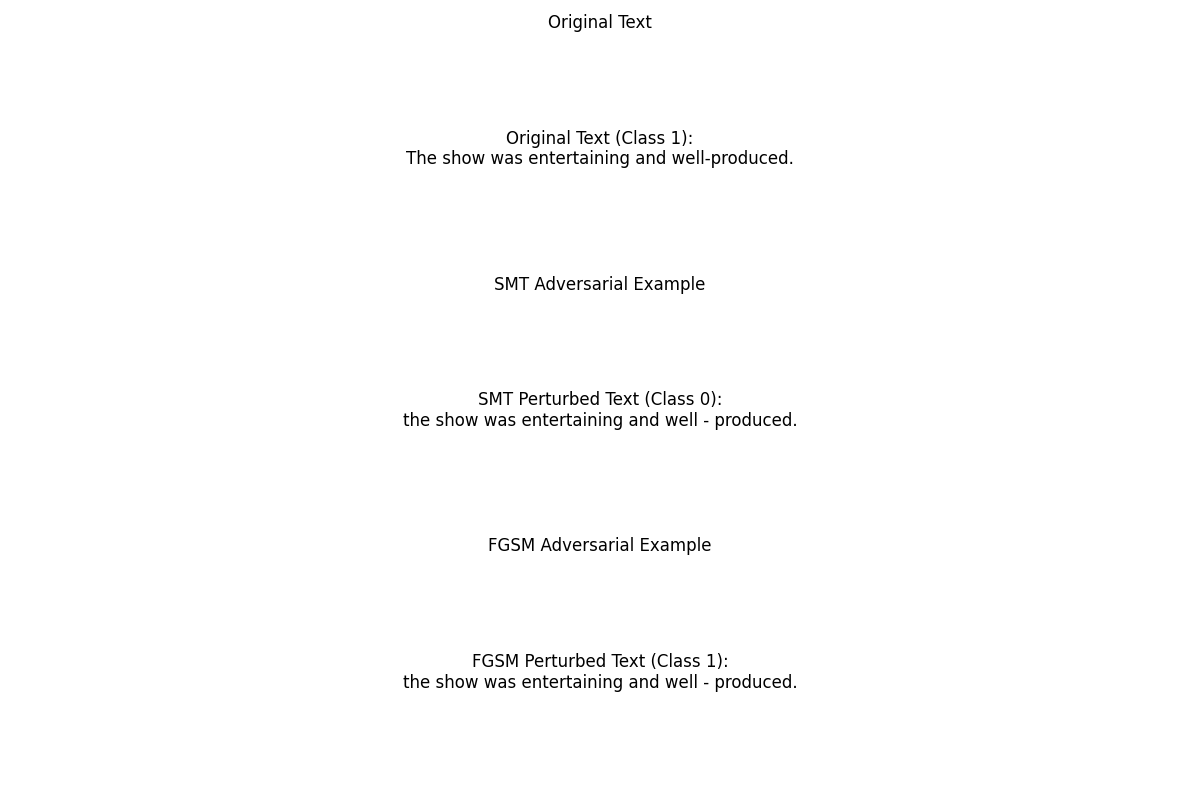 Original Text
Original Text (Class 1):
The show was entertaining and well-produced.
SMT Adversarial Example
SMT Perturbed Text (Class 0):
the show was entertaining and well - produced.
FGSM Adversarial Example
FGSM Perturbed Text (Class 1):
the show was entertaining and well - produced.